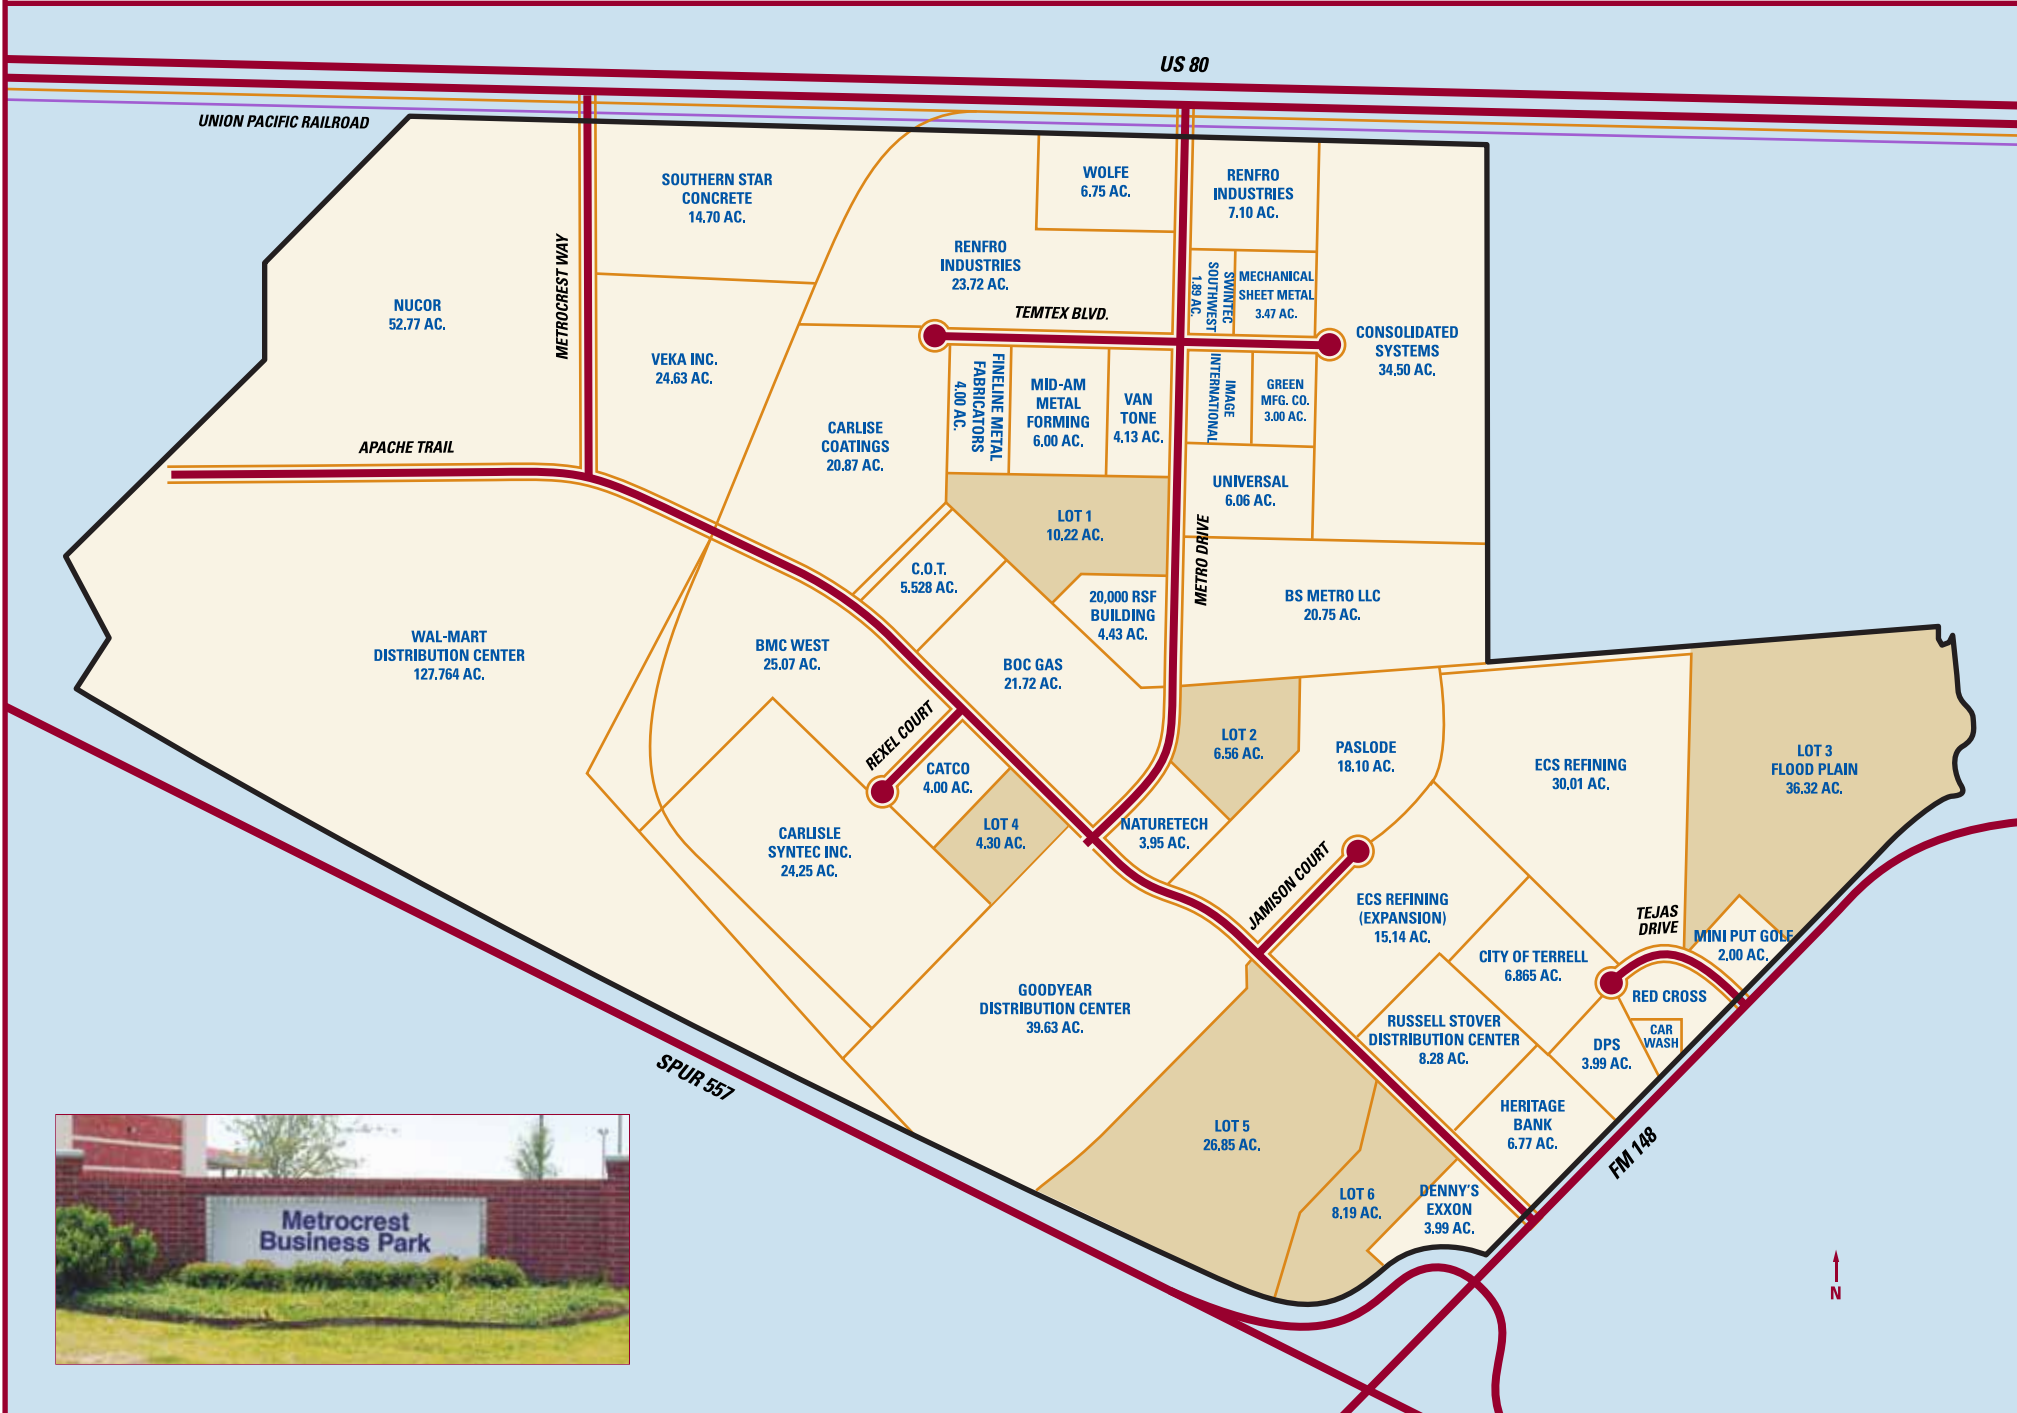 US 80
UNION PACIFIC RAILROAD
SOUTHERN STAR
CONCRETE
14.70 AC.
WOLFE
6.75 AC.
RENFRO
INDUSTRIES
7.10 AC.
METROCREST WAY
RENFRO
INDUSTRIES
23.72 AC.
SWINTEC
SOUTHWEST
1.89 AC.
MECHANICAL
SHEET METAL
3.47 AC.
NUCOR
52.77 AC.
TEMTEX BLVD.
CONSOLIDATED
SYSTEMS
34.50 AC.
VEKA INC.
24.63 AC.
FINELINE METAL
FABRICATORS
4.00 AC.
MID-AM
METAL
FORMING
6.00 AC.
VAN
TONE
4.13 AC.
IMAGE
INTERNATIONAL
GREEN
MFG. CO.
3.00 AC.
CARLISE
COATINGS
20.87 AC.
APACHE TRAIL
UNIVERSAL
6.06 AC.
LOT 1
10.22 AC.
METRO DRIVE
C.O.T.
5.528 AC.
20,000 RSF
BUILDING
4.43 AC.
BS METRO LLC
20.75 AC.
WAL-MART
DISTRIBUTION CENTER
127.764 AC.
BMC WEST
25.07 AC.
BOC GAS
21.72 AC.
REXEL COURT
LOT 2
6.56 AC.
PASLODE
18.10 AC.
ECS REFINING
30.01 AC.
LOT 3
FLOOD PLAIN
36.32 AC.
CATCO
4.00 AC.
CARLISLE
SYNTEC INC.
24.25 AC.
LOT 4
4.30 AC.
NATURETECH
3.95 AC.
JAMISON COURT
ECS REFINING
(EXPANSION)
15.14 AC.
TEJAS
DRIVE
MINI PUT GOLF
2.00 AC.
CITY OF TERRELL
6.865 AC.
GOODYEAR
DISTRIBUTION CENTER
39.63 AC.
RED CROSS
RUSSELL STOVER
DISTRIBUTION CENTER
8.28 AC.
CAR
WASH
DPS
3.99 AC.
SPUR 557
HERITAGE
BANK
6.77 AC.
LOT 5
26.85 AC.
FM 148
LOT 6
8.19 AC.
DENNY'S
EXXON
3.99 AC.
Metrocrest
Business Park
N